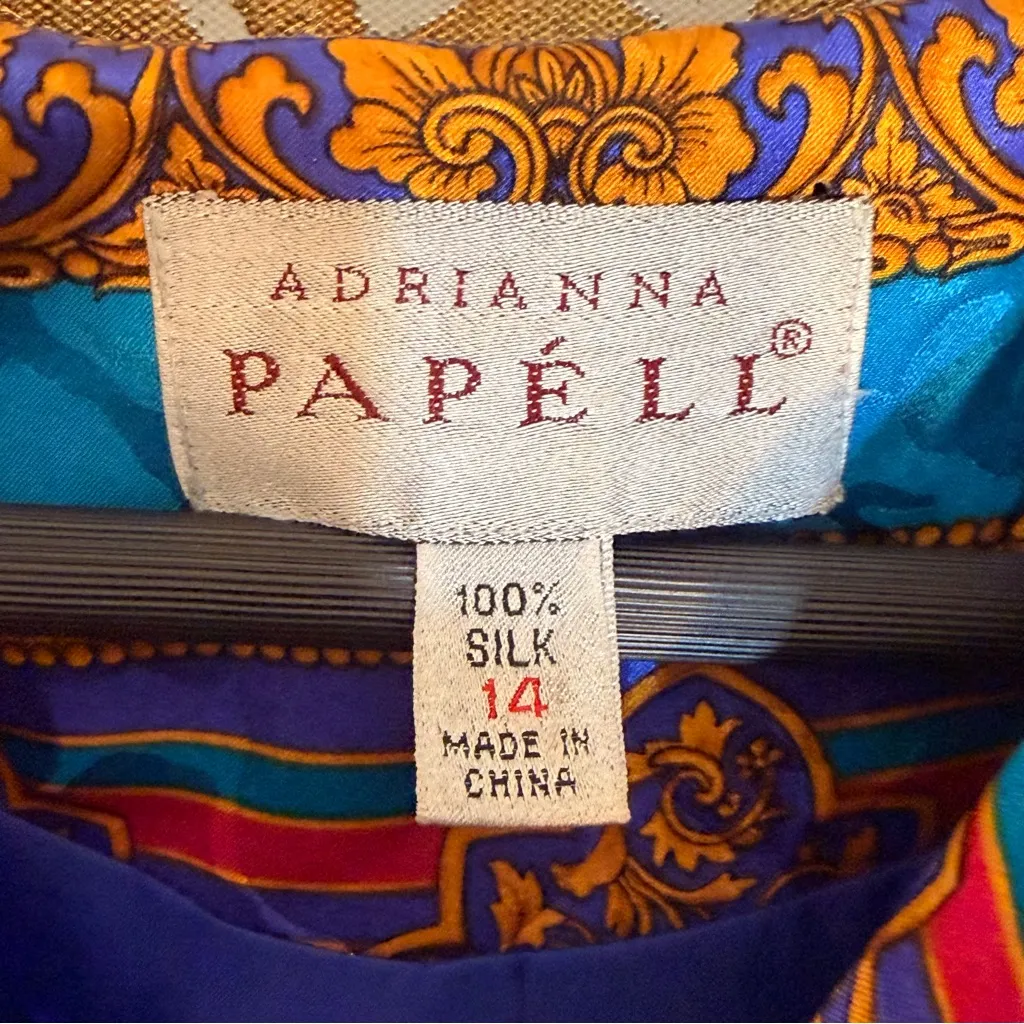 ADRIANNA
PAPÉLL®
100%
SILK
14
MADE IN
CHINA